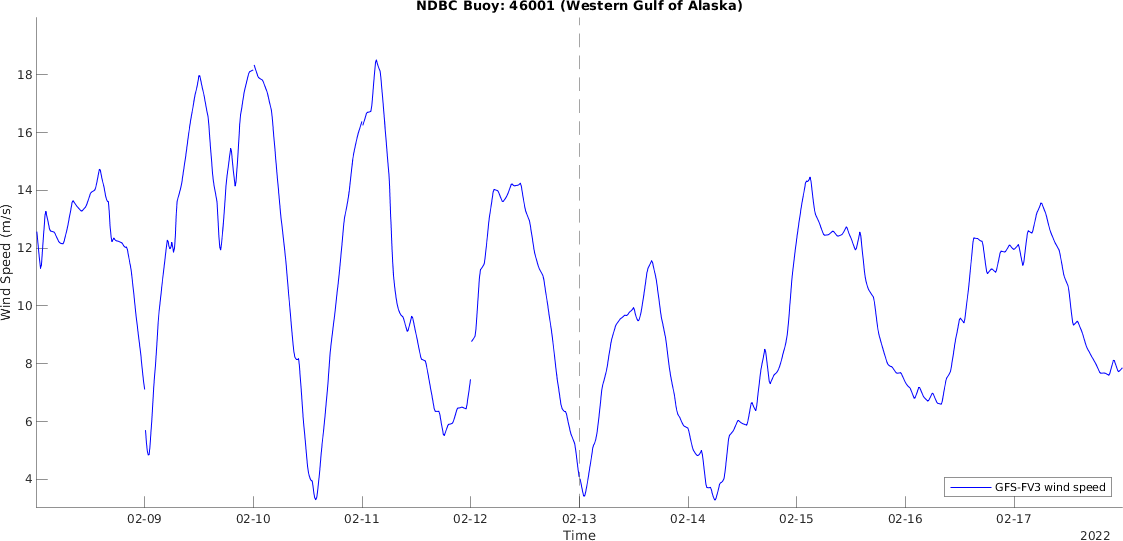 NDBC Buoy: 46001 (Western Gulf of Alaska)
Wind Speed (m/s)
18
16
14
12
10
8
6
4
GFS-FV3 wind speed
02-09 02-10 02-11 02-12 02-13 02-14 02-15 02-16 02-17
Time
2022